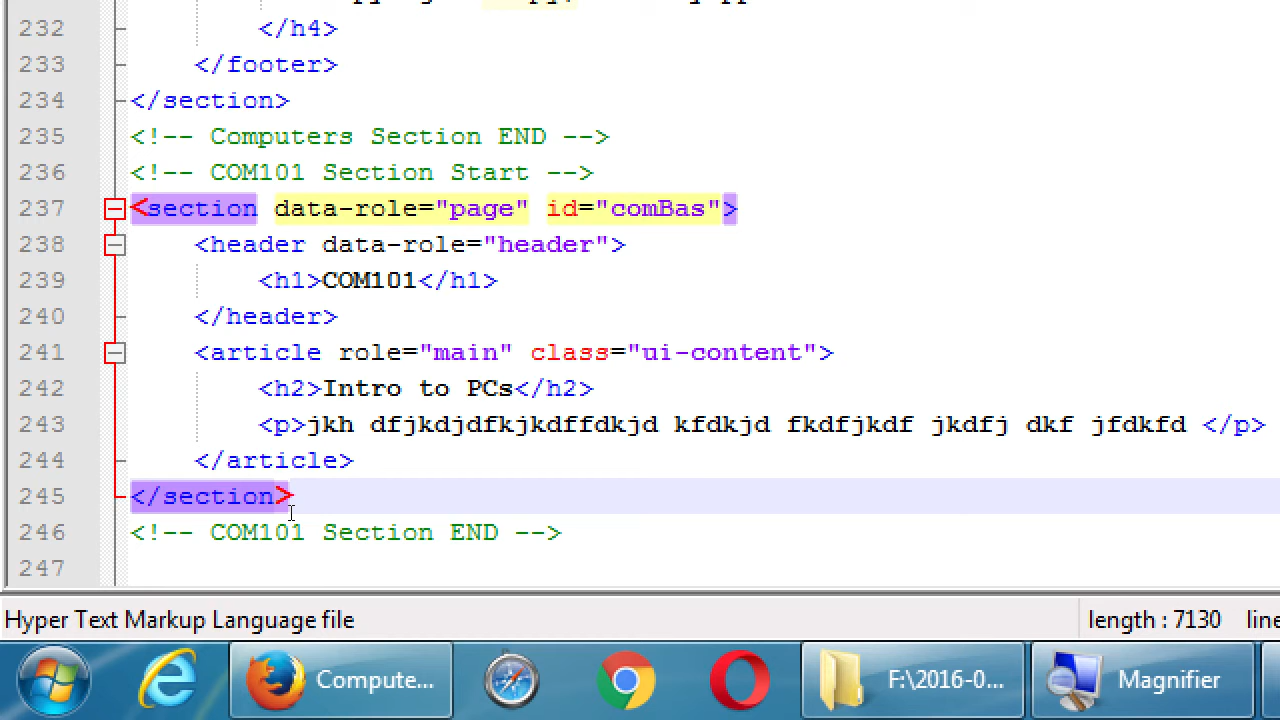 232 </h4>
233 </footer>
234 </section>
235 <!-- Computers Section END -->
236 <!-- COM101 Section Start -->
237 <section data-role="page" id="comBas">
238 <header data-role="header">
239 <h1>COM101</h1>
240 </header>
241 <article role="main" class="ui-content">
242 <h2>Intro to PCs</h2>
243 <p>jkh dfjkdjdfkjkdffdkjd kfdkjd fkdfjkdf jkdfj dkf jfdkfd </p>
244 </article>
245 </section>
246 <!-- COM101 Section END -->
247
Hyper Text Markup Language file length : 7130 line
Compute... F:\2016-0... Magnifier